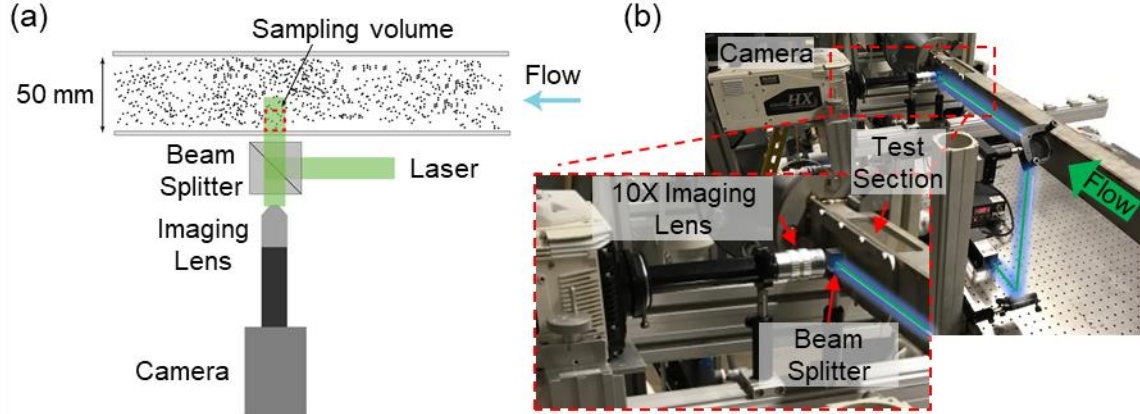 (a)
Sampling
volume
50 mm
Flow
Beam
Splitter
Laser
Imaging
Lens
Camera
(b)
Camera
HX
Test
Section
Flow
10X Imaging
Lens
Beam
Splitter